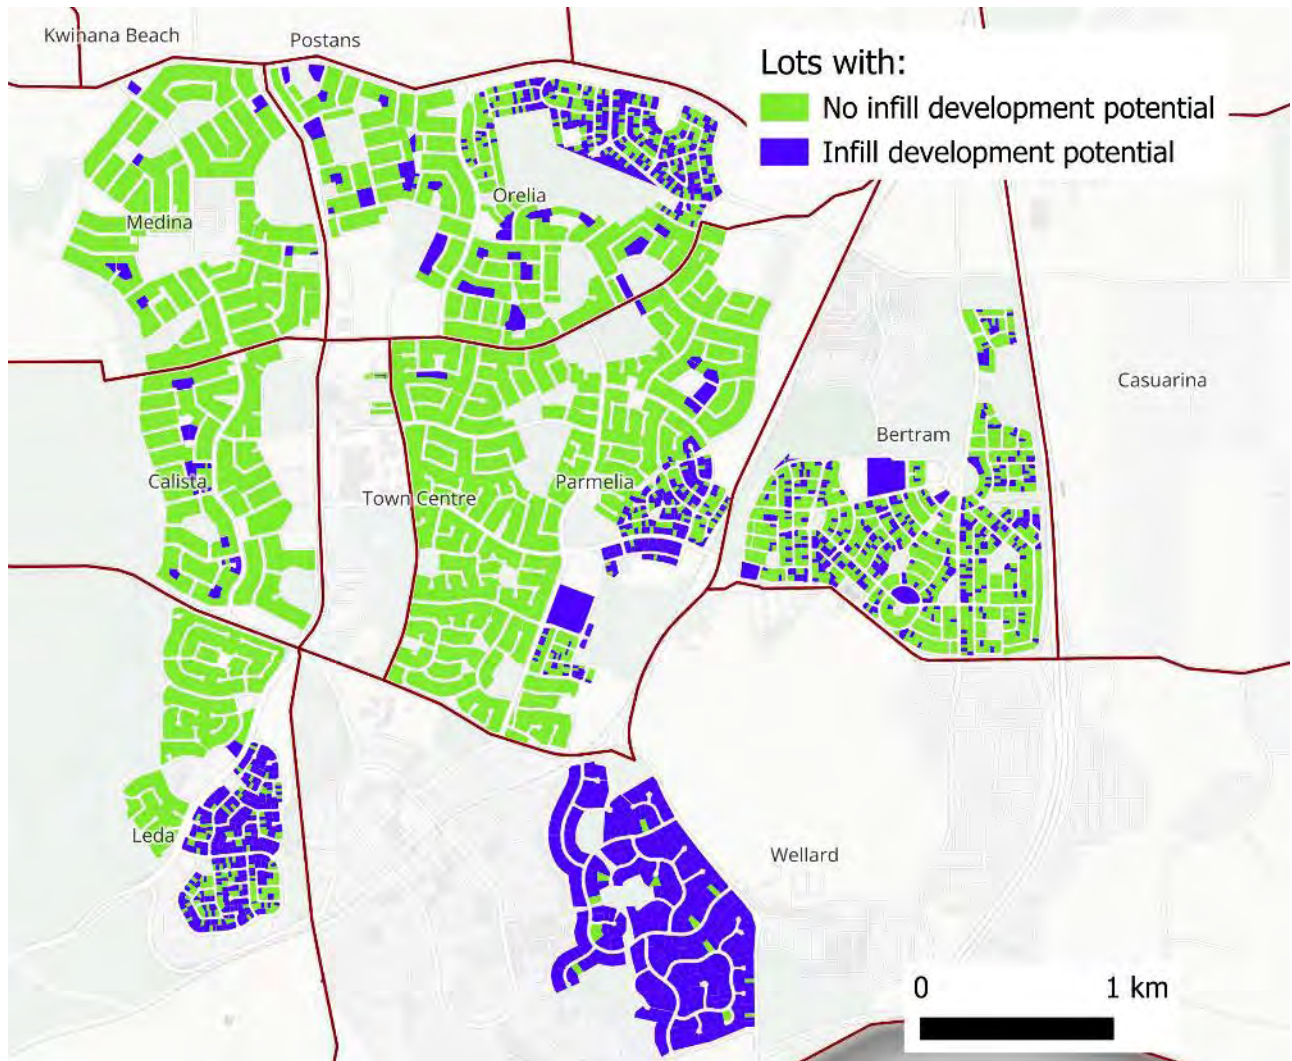 Kwinana Beach
Postans
Lots with:
No infill development potential
Infill development potential
Orelia
Medina
Casuarina
Bertram
Calista
Town Centre
Parmelia
Leda
Wellard
0 1 km